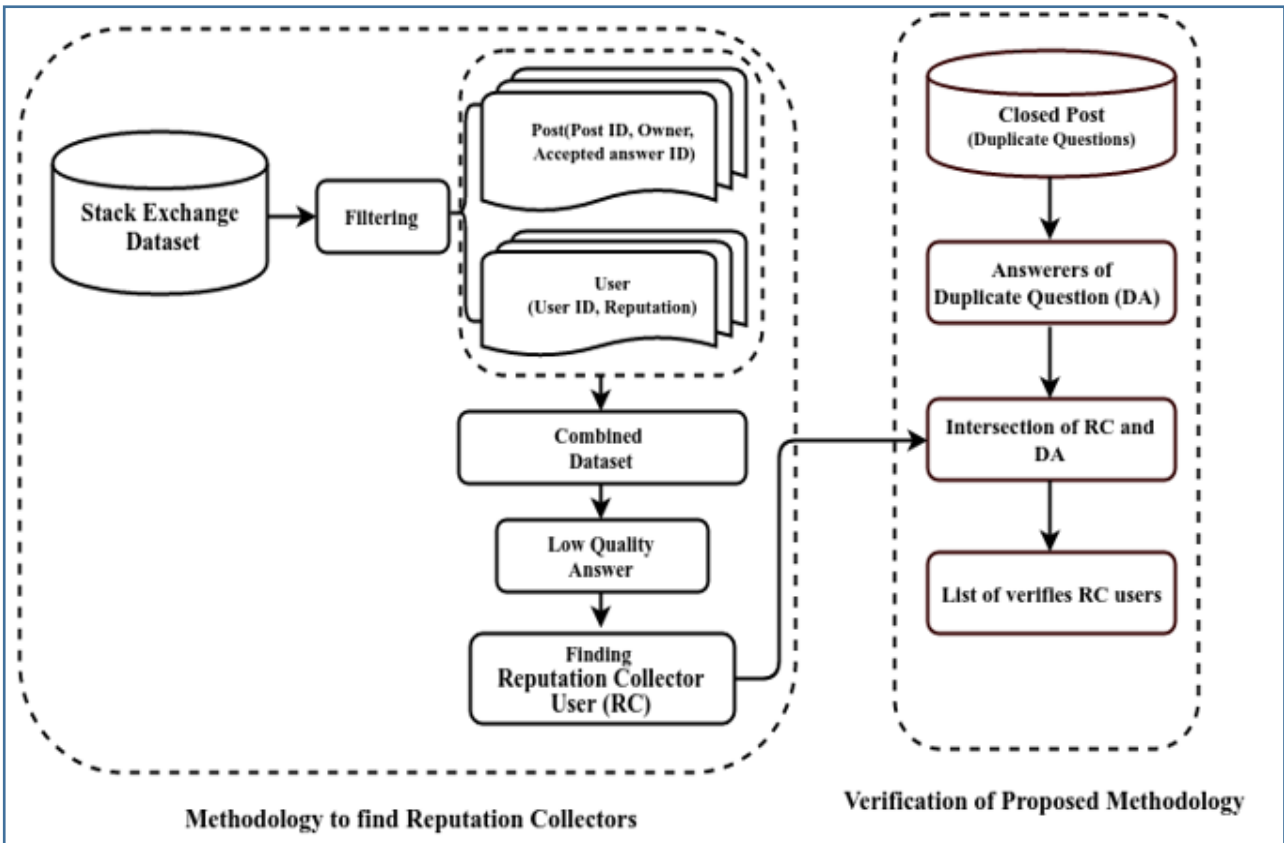 Stack Exchange
Dataset
Filtering
Post(Post ID, Owner,
Accepted answer ID)
User
(User ID, Reputation)
Combined
Dataset
Low Quality
Answer
Finding
Reputation Collector
User (RC)
Methodology to find Reputation Collectors
Closed Post
(Duplicate Questions)
Answerers of
Duplicate Question (DA)
Intersection of RC and
DA
List of verifies RC users
Verification of Proposed Methodology